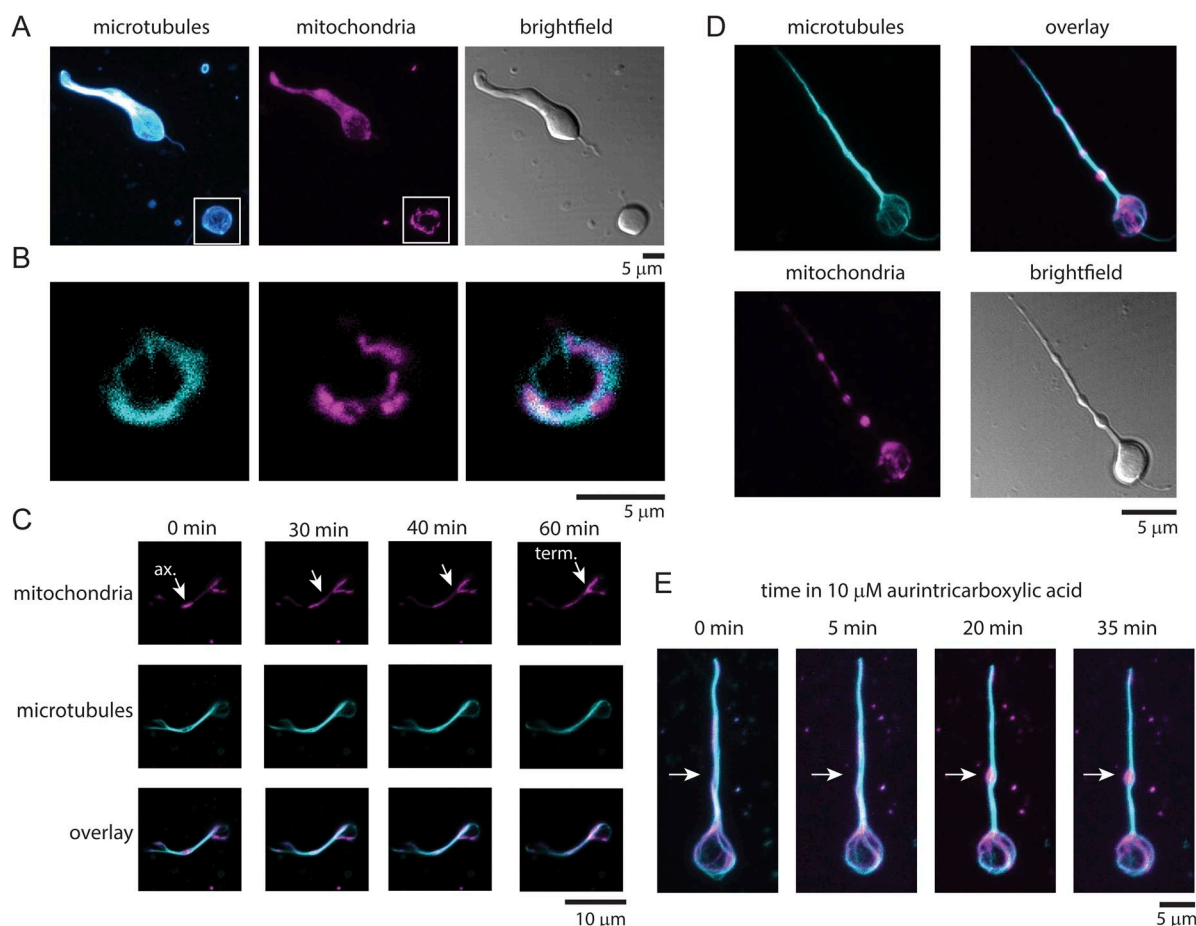 A
microtubules
mitochondria
brightfield
5 μm
B
5 μm
C
0 min
30 min
40 min
60 min
mitochondria
ax.
term.
microtubules
overlay
10 μm
D
microtubules
overlay
mitochondria
brightfield
5 μm
E
time in 10 μM aurintricarboxylic acid
0 min
5 min
20 min
35 min
5 μm